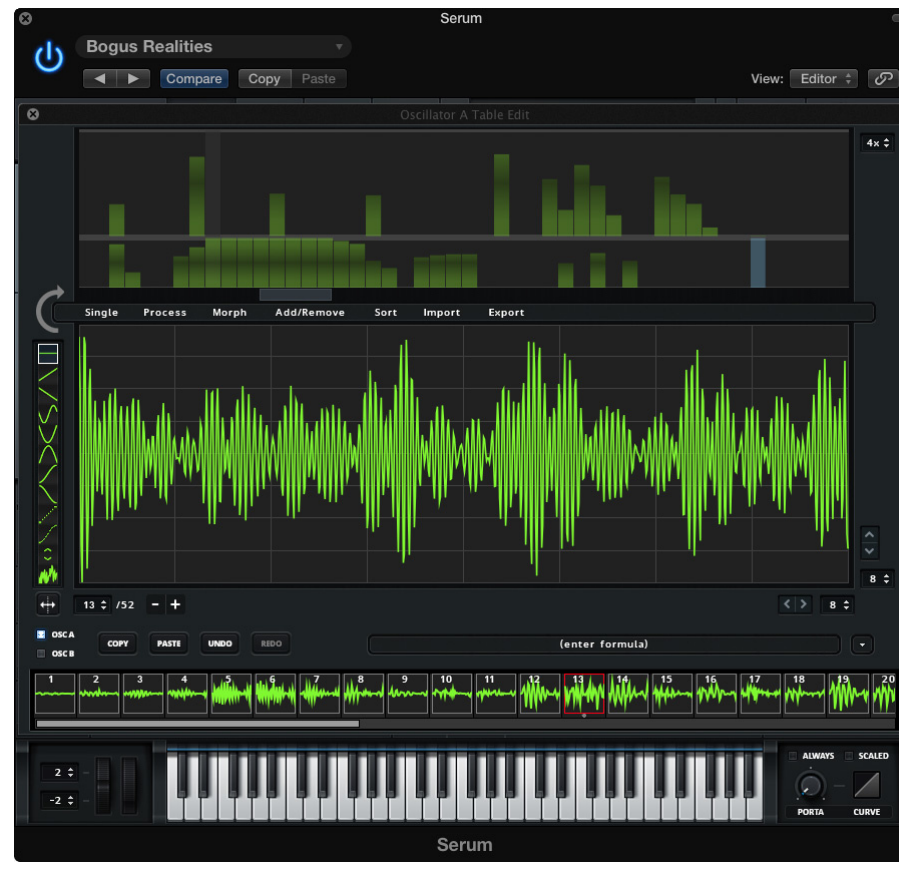 Serum
Bogus Realities
Compare Copy Paste View: Editor
Oscillator A Table Edit
4x
Single Process Morph Add/Remove Sort Import Export
8
13 /52 - + < > 8
OSC A
OSC B
COPY PASTE UNDO REDO (enter formula)
1 2 3 4 5 6 7 8 9 10 11 12 13 14 15 16 17 18 19 20
ALWAYS SCALED
2
-2
PORTA CURVE
Serum